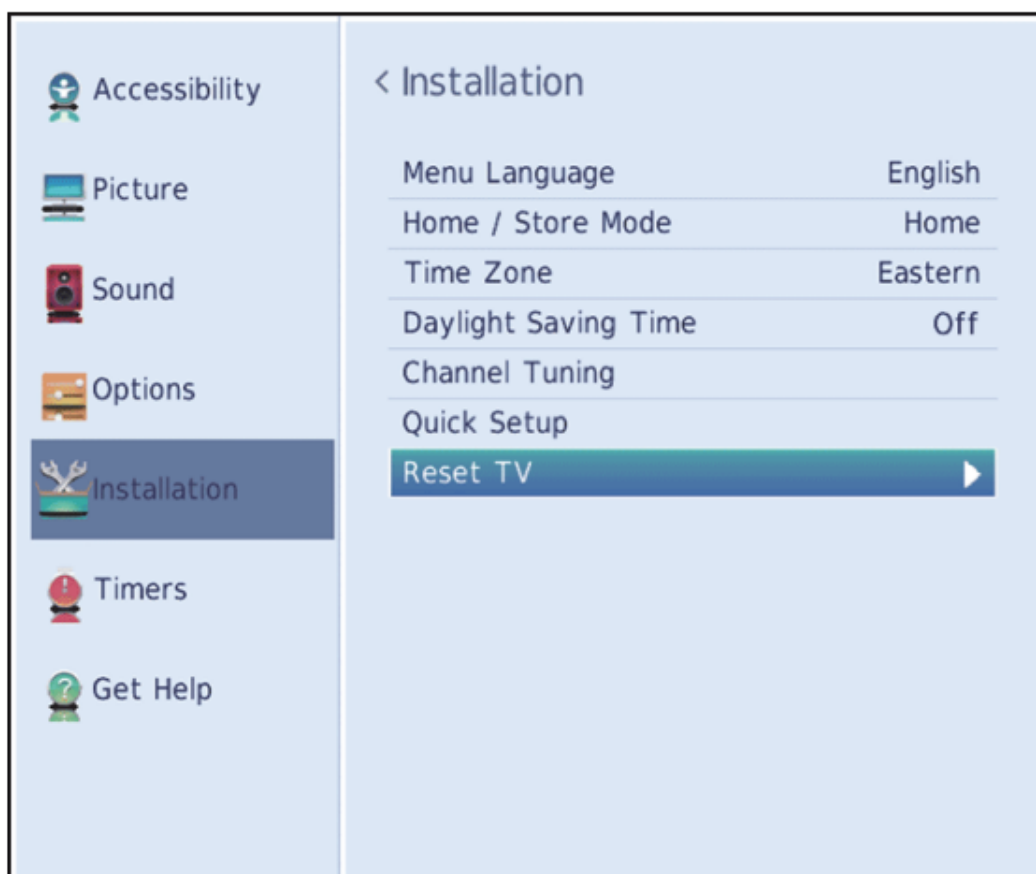 Accessibility
Picture
Sound
Options
Installation
Timers
Get Help
< Installation
Menu Language English
Home / Store Mode Home
Time Zone Eastern
Daylight Saving Time Off
Channel Tuning
Quick Setup
Reset TV